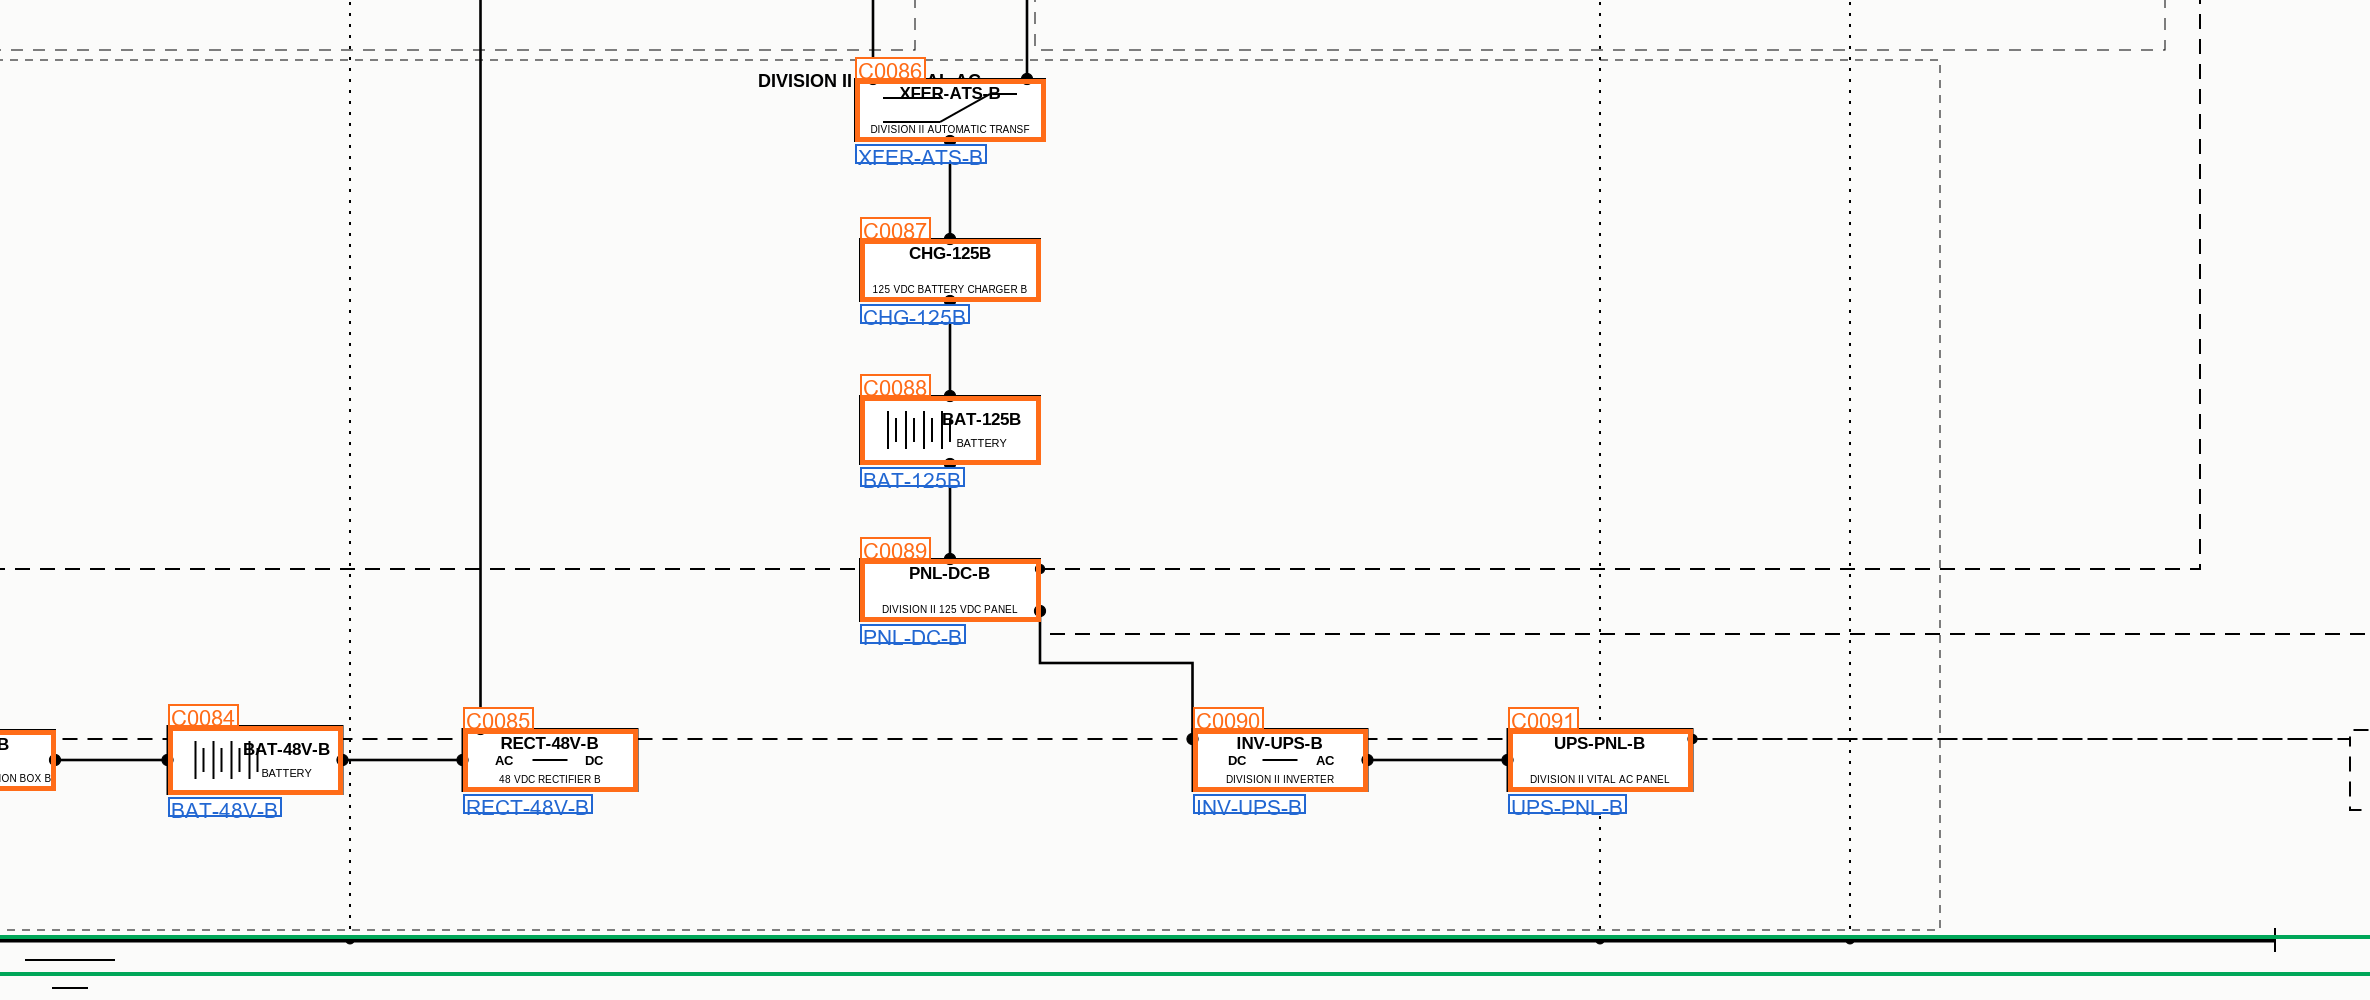 C0086
DIVISION II
XFER-ATS-B
DIVISION II AUTOMATIC TRANSF
XFER-ATS-B
C0087
CHG-125B
125 VDC BATTERY CHARGER B
CHG-125B
C0088
BAT-125B
BATTERY
BAT-125B
C0089
PNL-DC-B
DIVISION II 125 VDC PANEL
PNL-DC-B
B
ION BOX B
C0084
BAT-48V-B
BATTERY
BAT-48V-B
C0085
RECT-48V-B
AC DC
48 VDC RECTIFIER B
RECT-48V-B
C0090
INV-UPS-B
DC AC
DIVISION II INVERTER
INV-UPS-B
C0091
UPS-PNL-B
DIVISION II VITAL AC PANEL
UPS-PNL-B